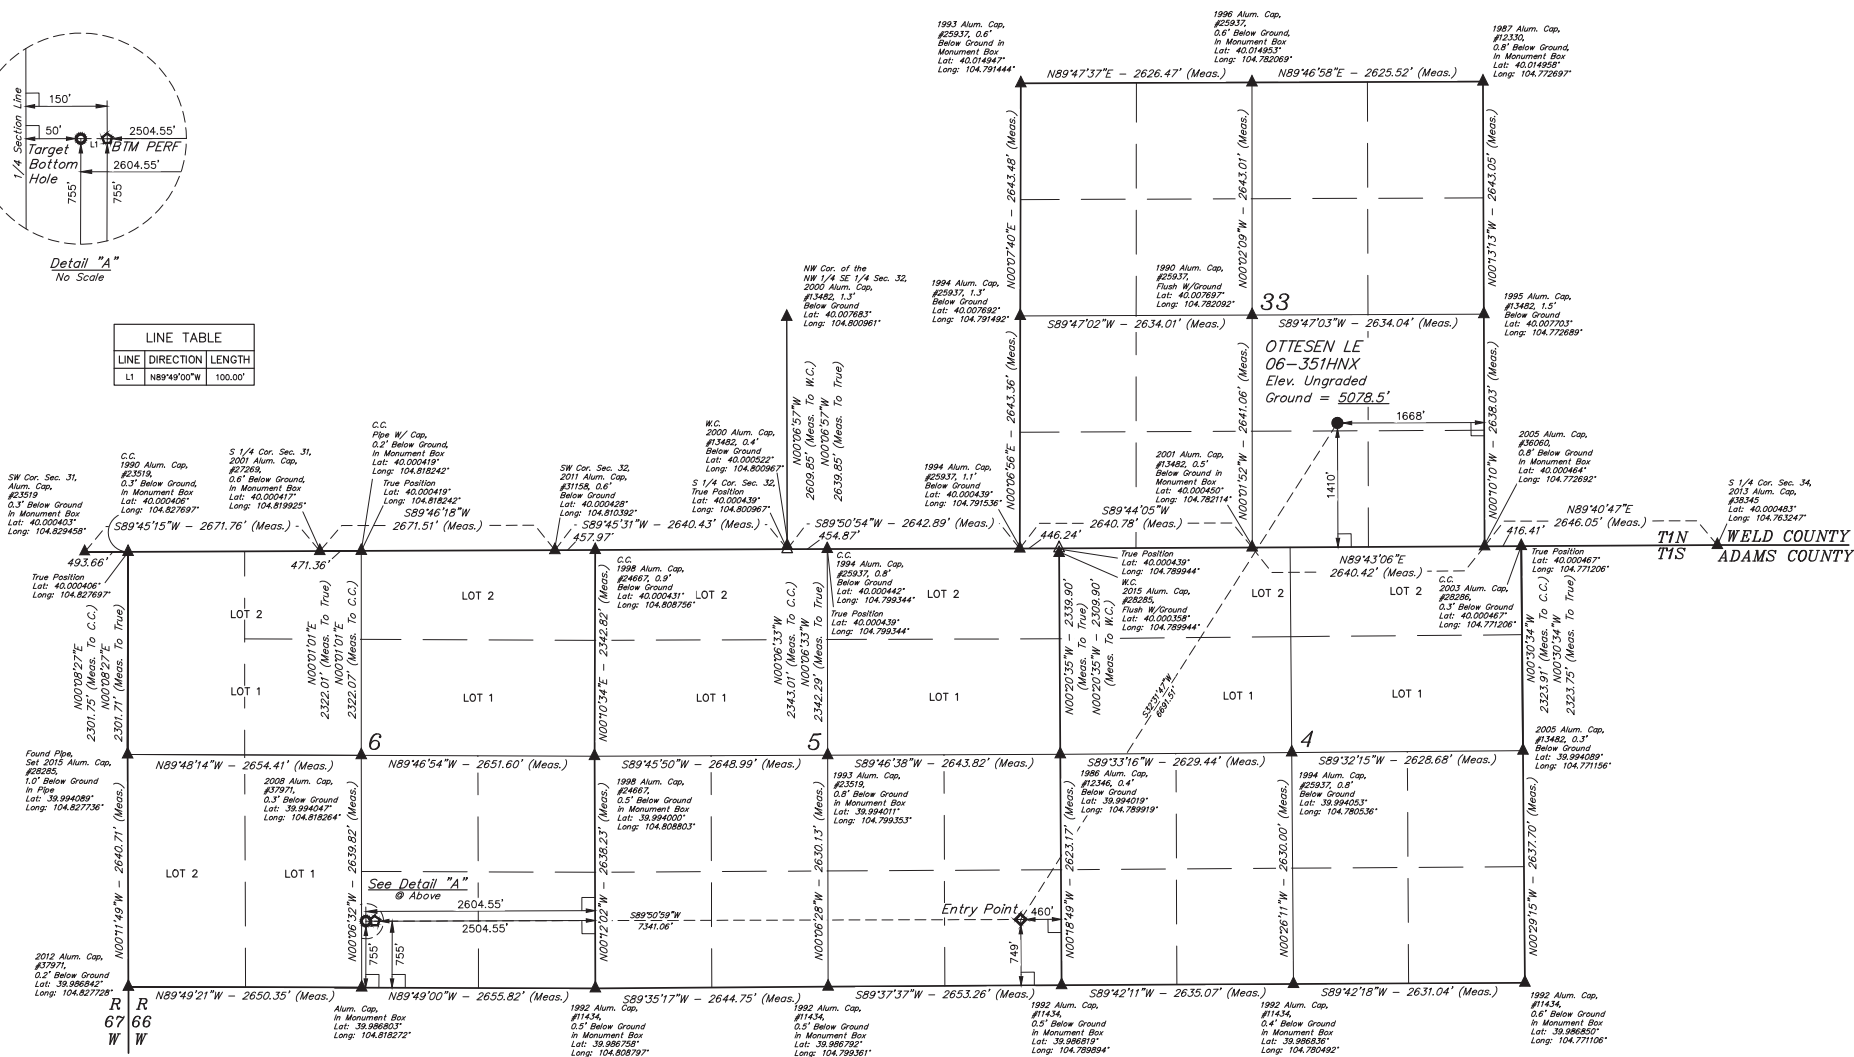 1/4 Section Line
150'
50'
2504.55'
L1
BTM PERF
Target
Bottom
Hole
2604.55'
755'
755'
Detail "A"
No Scale
LINE TABLE
LINE DIRECTION LENGTH
L1 N89°49'00"W 100.00'
1993 Alum. Cap,
#25937, 0.6'
Below Ground in
Monument Box
Lat: 40.014947°
Long: 104.791444°
1996 Alum. Cap,
#25937,
0.6' Below Ground,
In Monument Box
Lat: 40.014953°
Long: 104.782069°
1987 Alum. Cap,
#12330,
0.8' Below Ground,
In Monument Box
Lat: 40.014958°
Long: 104.772697°
N89°47'37"E - 2626.47' (Meas.)
N89°46'58"E - 2625.52' (Meas.)
N00°07'40"E - 2643.48' (Meas.)
N00°02'09"W - 2643.01' (Meas.)
N00°13'13"W - 2643.05' (Meas.)
NW Cor. of the
NW 1/4 SE 1/4 Sec. 32,
2000 Alum. Cap,
#13482, 1.3'
Below Ground
Lat: 40.007683°
Long: 104.800961°
1994 Alum. Cap,
#25937, 1.3'
Below Ground
Lat: 40.007692°
Long: 104.791492°
1990 Alum. Cap,
#25937,
Flush W/Ground
Lat: 40.007697°
Long: 104.782092°
33
1995 Alum. Cap,
#13482, 1.5'
Below Ground
Lat: 40.007703°
Long: 104.772689°
S89°47'02"W - 2634.01' (Meas.)
S89°47'03"W - 2634.04' (Meas.)
OTTESEN LE
06-351HNX
Elev. Ungraded
Ground = 5078.5'
1668'
1410'
N00°06'57"W
2609.85' (Meas. To W.C.)
N00°06'57"W
2639.85' (Meas. To True)
N00°06'56"E - 2643.36' (Meas.)
N00°01'52"W - 2641.06' (Meas.)
N00°10'10"W - 2638.03' (Meas.)
SW Cor. Sec. 31,
Alum. Cap,
#23519
0.3' Below Ground
In Monument Box
Lat: 40.000403°
Long: 104.829458°
C.C.
1990 Alum. Cap,
#23519,
0.3' Below Ground,
In Monument Box
Lat: 40.000406°
Long: 104.827697°
S 1/4 Cor. Sec. 31,
2001 Alum. Cap,
#27269,
0.6' Below Ground,
In Monument Box
Lat: 40.000417°
Long: 104.819925°
C.C.
Pipe W/ Cap,
0.2' Below Ground,
In Monument Box
Lat: 40.000419°
Long: 104.818242°
True Position
Lat: 40.000419°
Long: 104.818242°
SW Cor. Sec. 32,
2011 Alum. Cap,
#31158, 0.6'
Below Ground
Lat: 40.000428°
Long: 104.810392°
W.C.
2000 Alum. Cap,
#13482, 0.4'
Below Ground
Lat: 40.000522°
Long: 104.800967°
S 1/4 Cor. Sec. 32,
True Position
Lat: 40.000439°
Long: 104.800967°
1994 Alum. Cap,
#25937, 1.1'
Below Ground
Lat: 40.000439°
Long: 104.791536°
2001 Alum. Cap,
#13482, 0.5'
Below Ground in
Monument Box
Lat: 40.000450°
Long: 104.782114°
2005 Alum. Cap,
#36060,
0.8' Below Ground
In Monument Box
Lat: 40.000464°
Long: 104.772692°
S 1/4 Cor. Sec. 34,
2013 Alum. Cap,
#38345
Lat: 40.000483°
Long: 104.763247°
S89°45'15"W - 2671.76' (Meas.)
S89°46'18"W
2671.51' (Meas.)
S89°45'31"W - 2640.43' (Meas.)
S89°50'54"W - 2642.89' (Meas.)
S89°44'05"W
2640.78' (Meas.)
N89°43'06"E
2640.42' (Meas.)
N89°40'47"E
2646.05' (Meas.)
493.66'
471.36'
457.97'
454.87'
446.24'
416.41'
T1N WELD COUNTY
T1S ADAMS COUNTY
True Position
Lat: 40.000406°
Long: 104.827697°
C.C.
1998 Alum. Cap,
#24667, 0.9'
Below Ground
Lat: 40.000431°
Long: 104.808756°
C.C.
1994 Alum. Cap,
#25937, 0.8'
Below Ground
Lat: 40.000442°
Long: 104.799344°
True Position
Lat: 40.000439°
Long: 104.799344°
True Position
Lat: 40.000439°
Long: 104.789944°
W.C.
2015 Alum. Cap,
#28285,
Flush W/Ground
Lat: 40.000358°
Long: 104.789944°
C.C.
2003 Alum. Cap,
#28286,
0.3' Below Ground
Lat: 40.000467°
Long: 104.771206°
True Position
Lat: 40.000467°
Long: 104.771206°
LOT 2
LOT 2
LOT 2
LOT 2
LOT 2
LOT 2
LOT 1
LOT 1
LOT 1
LOT 1
LOT 1
LOT 1
N00°08'27"E
2301.75' (Meas. To C.C.)
N00°08'27"E
2301.71' (Meas. To True)
N00°01'01"E
2322.01' (Meas. To True)
N00°01'01"E
2322.07' (Meas. To C.C.)
N00°10'34"E - 2342.82' (Meas.)
N00°06'33"W
2343.01' (Meas. To C.C.)
N00°06'33"W
2342.29' (Meas. To True)
N00°20'35"W - 2339.90'
(Meas. To True)
N00°20'35"W - 2309.90'
(Meas. To W.C.)
S32°31'47"W
6691.51'
N00°30'34"W
2323.91' (Meas. To C.C.)
N00°30'34"W
2323.75' (Meas. To True)
6
5
4
Found Pipe,
Set 2015 Alum. Cap,
#28285,
1.0' Below Ground
In Pipe
Lat: 39.994089°
Long: 104.827736°
N89°48'14"W - 2654.41' (Meas.)
N89°46'54"W - 2651.60' (Meas.)
S89°45'50"W - 2648.99' (Meas.)
S89°46'38"W - 2643.82' (Meas.)
S89°33'16"W - 2629.44' (Meas.)
S89°32'15"W - 2628.68' (Meas.)
2008 Alum. Cap,
#37971,
0.3' Below Ground
Lat: 39.994047°
Long: 104.818264°
1998 Alum. Cap,
#24667,
0.5' Below Ground
in Monument Box
Lat: 39.994000°
Long: 104.808803°
1993 Alum. Cap,
#23519,
0.8' Below Ground
in Monument Box
Lat: 39.994011°
Long: 104.799353°
1986 Alum. Cap,
#12346, 0.4'
Below Ground
Lat: 39.994019°
Long: 104.789919°
1994 Alum. Cap,
#25937, 0.8'
Below Ground
Lat: 39.994053°
Long: 104.780536°
2005 Alum. Cap,
#13482, 0.3'
Below Ground
Lat: 39.994089°
Long: 104.771156°
N00°11'49"W - 2640.71' (Meas.)
N00°06'32"W - 2639.82' (Meas.)
N00°12'02"W - 2638.23' (Meas.)
N00°06'28"W - 2630.13' (Meas.)
N00°18'49"W - 2623.17' (Meas.)
N00°26'11"W - 2630.00' (Meas.)
N00°29'15"W - 2637.70' (Meas.)
LOT 2
LOT 1
See Detail "A"
@ Above
2604.55'
2504.55'
755'
755'
S89°50'59"W
7341.06'
Entry Point
460'
749'
2012 Alum. Cap,
#37971,
0.2' Below Ground
Lat: 39.986842°
Long: 104.827728°
N89°49'21"W - 2650.35' (Meas.)
N89°49'00"W - 2655.82' (Meas.)
S89°35'17"W - 2644.75' (Meas.)
S89°37'37"W - 2653.26' (Meas.)
S89°42'11"W - 2635.07' (Meas.)
S89°42'18"W - 2631.04' (Meas.)
R R
67 66
W W
Alum. Cap,
In Monument Box
Lat: 39.986803°
Long: 104.818272°
1992 Alum. Cap,
#11434,
0.5' Below Ground
In Monument Box
Lat: 39.986758°
Long: 104.808797°
1992 Alum. Cap,
#11434,
0.5' Below Ground
In Monument Box
Lat: 39.986792°
Long: 104.799361°
1992 Alum. Cap,
#11434,
0.5' Below Ground
In Monument Box
Lat: 39.986819°
Long: 104.789894°
1992 Alum. Cap,
#11434,
0.4' Below Ground
In Monument Box
Lat: 39.986836°
Long: 104.780492°
1992 Alum. Cap,
#11434,
0.6' Below Ground
In Monument Box
Lat: 39.986850°
Long: 104.771106°